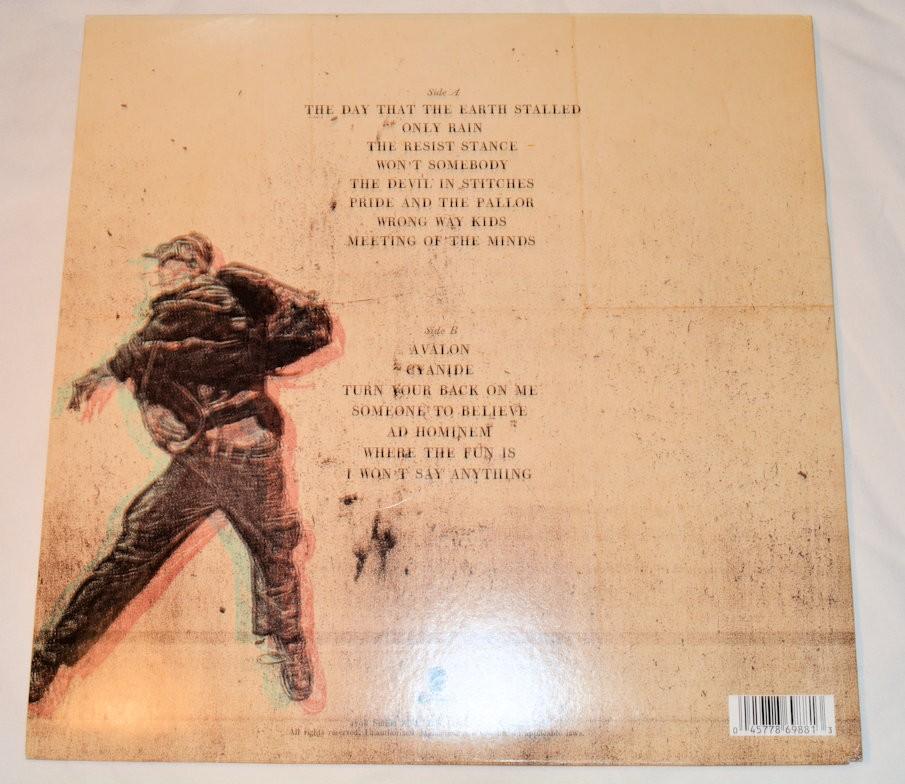 Side A
THE DAY THAT THE EARTH STALLED
ONLY RAIN
THE RESIST STANCE
WON'T SOMEBODY
THE DEVIL IN STITCHES
PRIDE AND THE PALLOR
WRONG WAY KIDS
MEETING OF THE MINDS
Side B
AVALON
CYANIDE
TURN YOUR BACK ON ME
SOMEONE TO BELIEVE
AD HOMINEM
WHERE THE FUN IS
I WON'T SAY ANYTHING
All rights reserved. applicable laws.
0 45778 69881 3